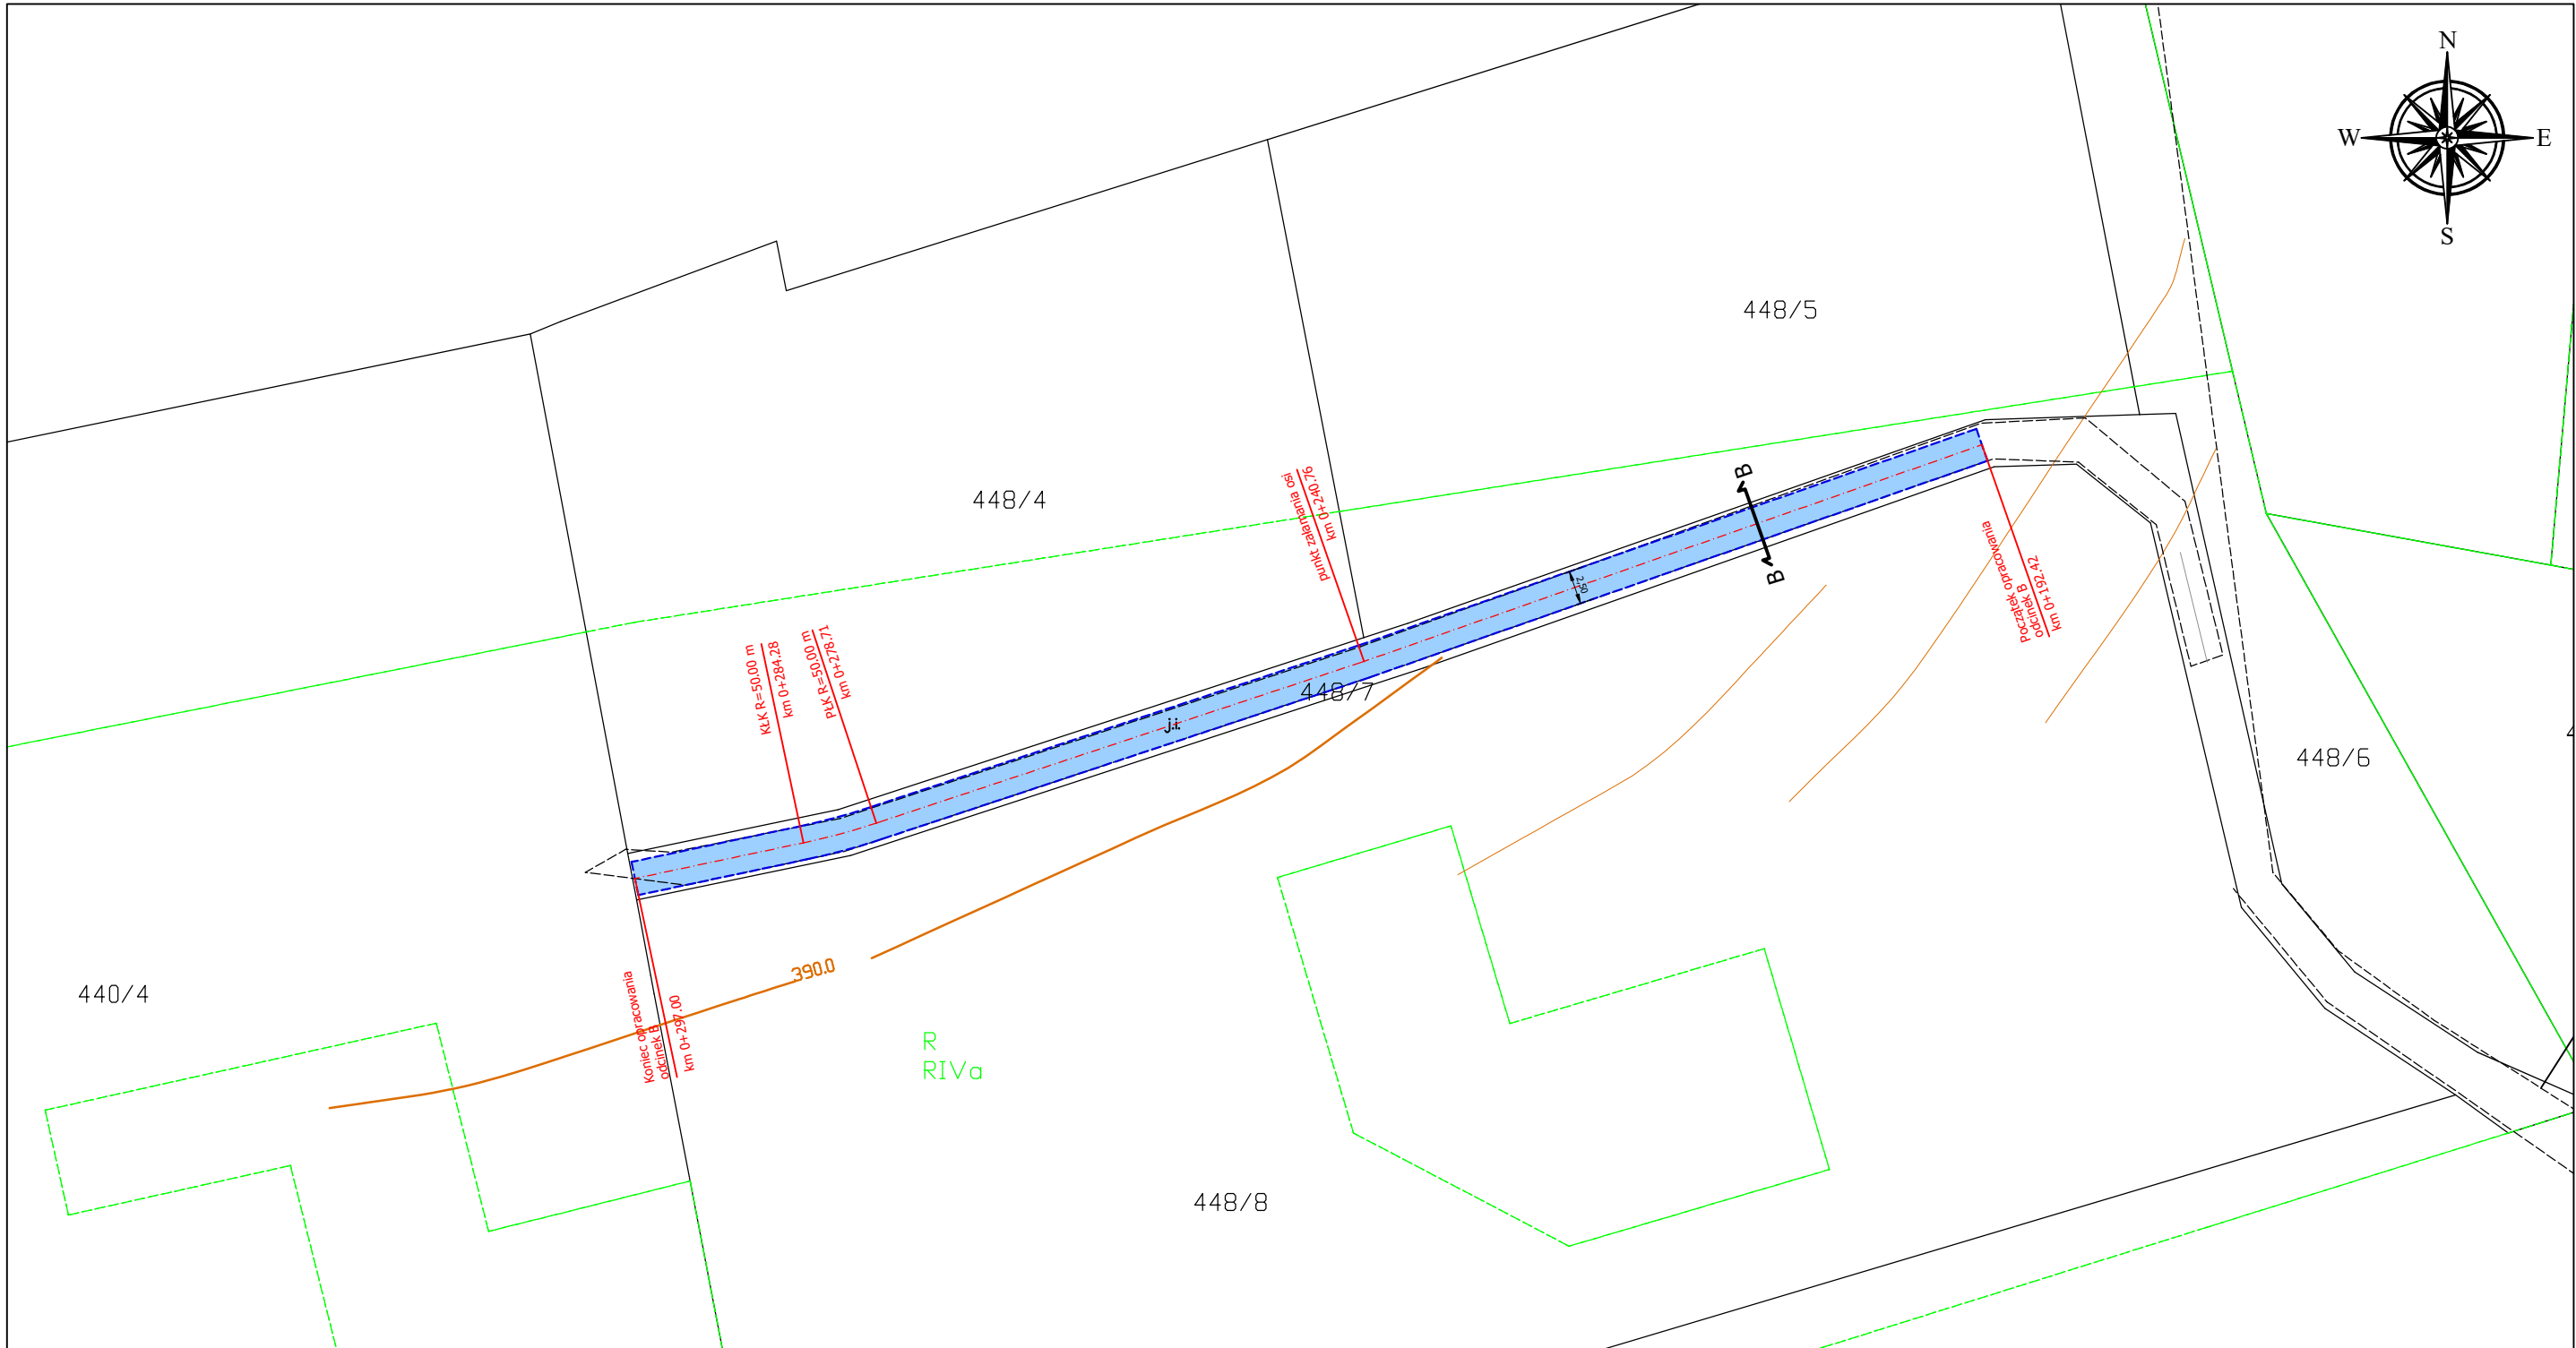 N
W
E
S
448/5
448/4
B
B
punkt załamania osi
km 0+240.76
2,50
Początek opracowania
odcinek B
km 0+192.42
KŁK R=50.00 m
km 0+284.28
PŁK R=50.00 m
km 0+278.71
448/7
j.i.
448/6
390.0
440/4
Koniec opracowania
odcinek B
km 0+297.00
R
RIVa
448/8